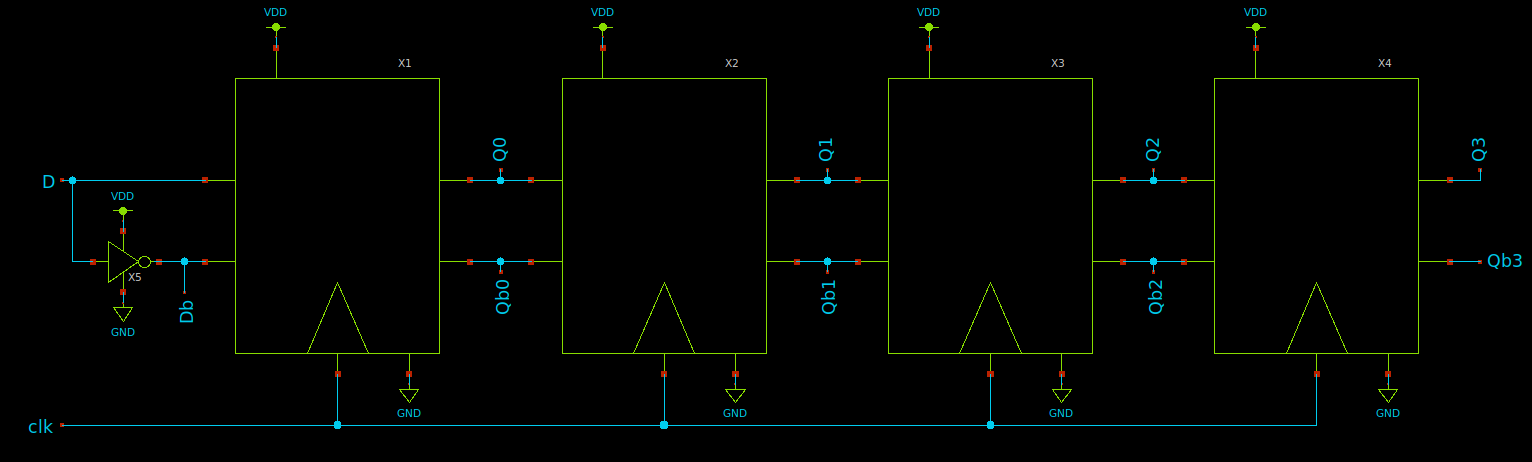 VDD
VDD
VDD
VDD
X1
X2
X3
X4
Q0
Q1
Q2
Q3
D
VDD
X5
Qb3
Db
Qb0
Qb1
Qb2
GND
GND
GND
GND
GND
clk